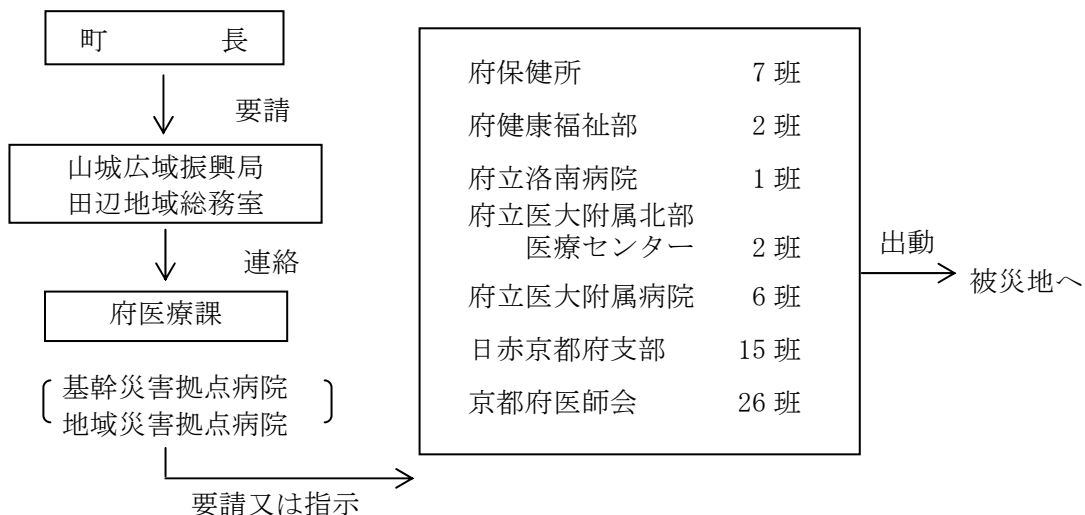 町　　　　長
要請
山城広域振興局
田辺地域総務室
連絡
府医療課
基幹災害拠点病院
地域災害拠点病院
要請又は指示
府保健所　7 班
府健康福祉部　2 班
府立洛南病院　1 班
府立医大附属北部
医療センター　2 班
府立医大附属病院　6 班
日赤京都府支部　15 班
京都府医師会　26 班
出動
被災地へ